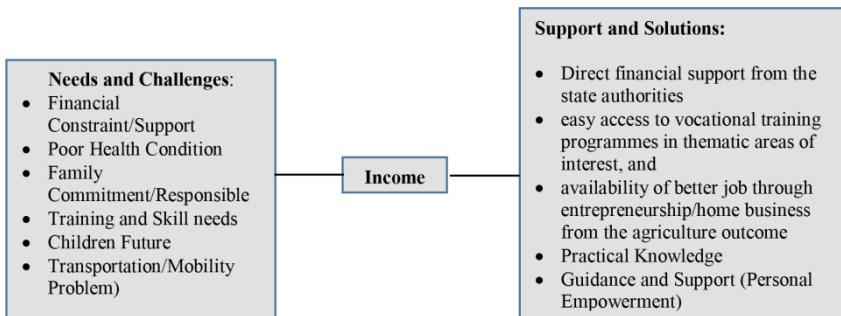 Needs and Challenges:
• Financial
Constraint/Support
• Poor Health Condition
• Family
Commitment/Responsible
• Training and Skill needs
• Children Future
• Transportation/Mobility
Problem)
Income
Support and Solutions:
• Direct financial support from the
state authorities
• easy access to vocational training
programmes in thematic areas of
interest, and
• availability of better job through
entrepreneurship/home business
from the agriculture outcome
• Practical Knowledge
• Guidance and Support (Personal
Empowerment)